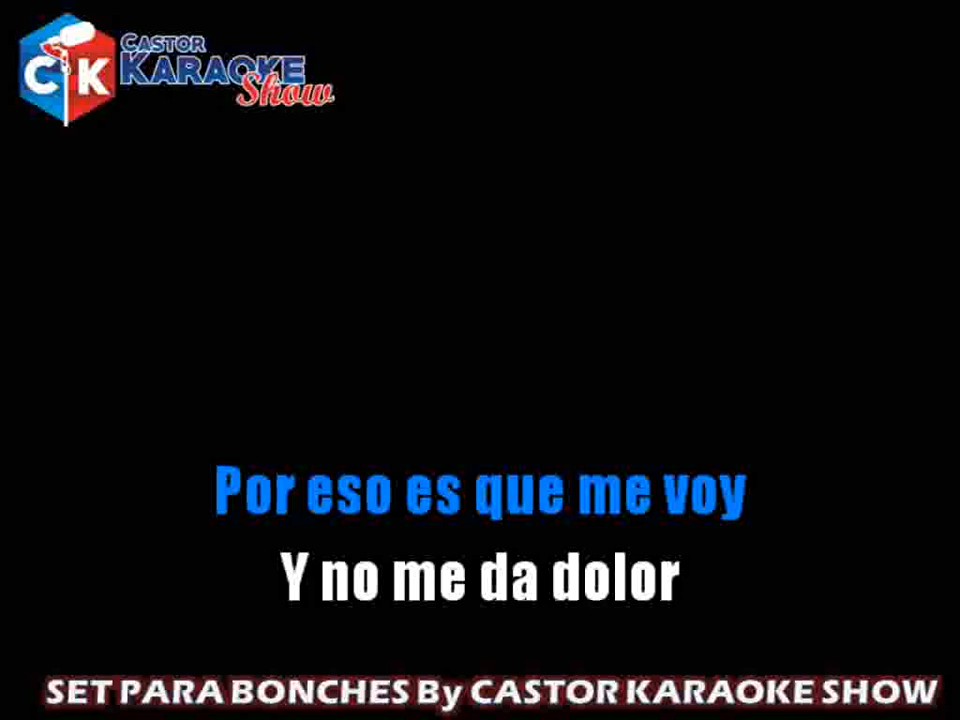 CK
CASTOR
KARAOKE
Show
Por eso es que me voy
Y no me da dolor
SET PARA BONCHES By CASTOR KARAOKE SHOW